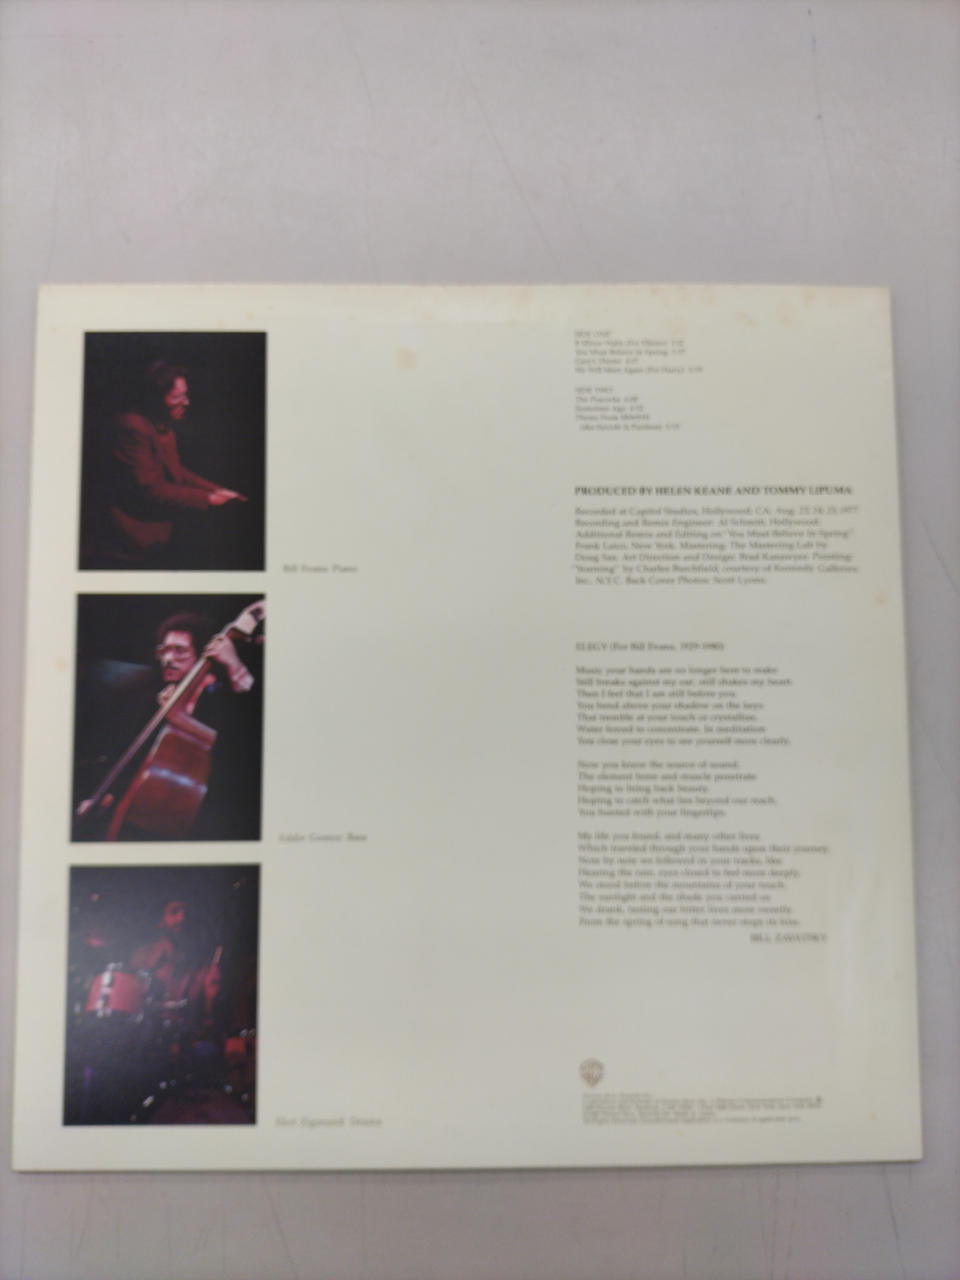 Bill Evans: Piano
Eddie Gomez: Bass
Eliot Zigmund: Drums
SIDE ONE
B Minor Waltz (For Ellaine)
You Must Believe In Spring
Gary's Theme
We Will Meet Again (For Harry)
SIDE TWO
The Peacocks
Sometime Ago
Theme From M*A*S*H
(aka Suicide Is Painless)
PRODUCED BY HELEN KEANE AND TOMMY LIPUMA
Recorded at Capitol Studios, Hollywood, CA; Aug. 23, 24, 25, 1977
Recording and Remix Engineer: Al Schmitt, Hollywood;
Additional Remix and Editing on "You Must Believe In Spring":
Frank Laico, New York. Mastering: The Mastering Lab by
Doug Sax. Art Direction and Design: Brad Kanawyer. Painting:
"Yearning" by Charles Burchfield, courtesy of Kennedy Galleries,
Inc., N.Y.C. Back Cover Photos: Scott Lyons.
ELEGY (For Bill Evans, 1929-1980)
Music your hands are no longer here to make
Still breaks against my ear, still shakes my heart.
Then I feel that I am still before you.
You bend above your shadow on the keys
That tremble at your touch or crystallize,
Water forced to concentrate. In meditation
You close your eyes to see yourself more clearly.
Now you know the source of sound,
The element bone and muscle penetrate
Hoping to bring back beauty.
Hoping to catch what lies beyond our reach,
You hunted with your fingertips.
My life you found, and many other lives
Which traveled through your hands upon their journey.
Note by note we followed in your tracks, like
Hearing the rain, eyes closed to feel more deeply.
We stood before the mountains of your touch.
The sunlight and the shade you carried us
We drank, tasting our bitter lives more sweetly
From the spring of song that never stops its kiss.
BILL ZAVATSKY